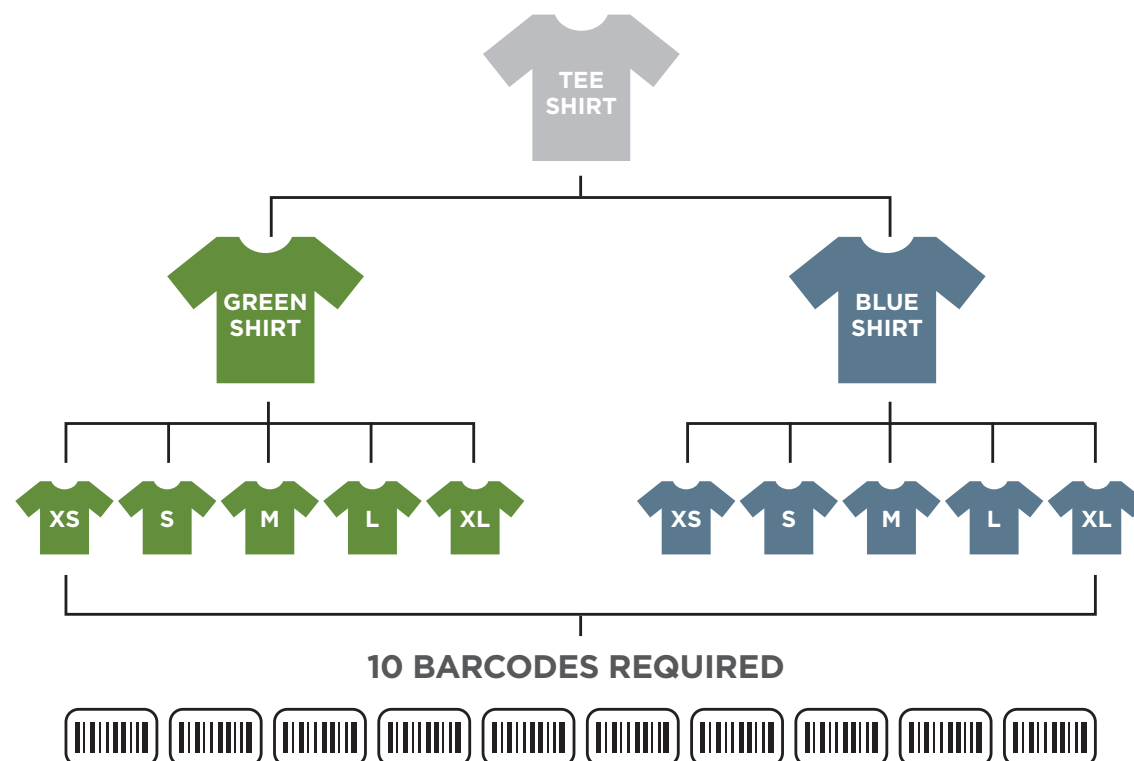 TEE
SHIRT
GREEN
SHIRT
BLUE
SHIRT
XS
S
M
L
XL
XS
S
M
L
XL
10 BARCODES REQUIRED